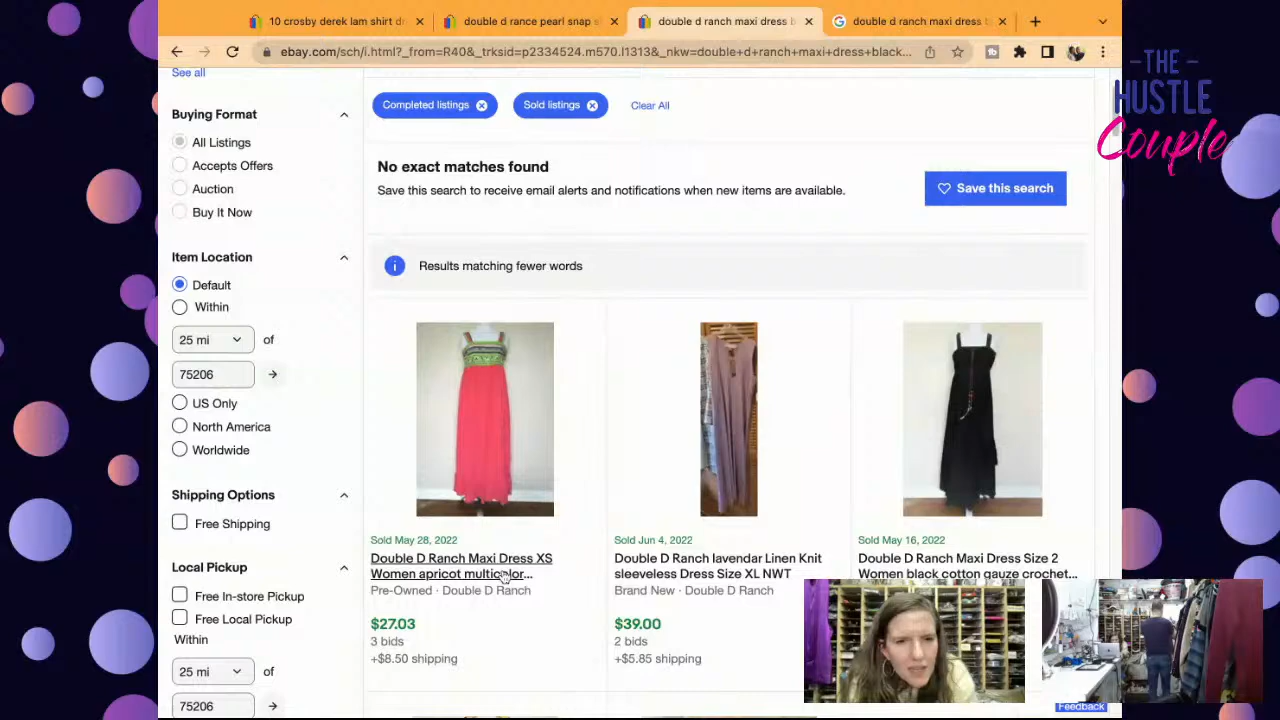 10 crosby derek lam shirt dr
double d rance pearl snap s
double d ranch maxi dress b
double d ranch maxi dress b
ebay.com/sch/i.html?_from=R40&_trksid=p2334524.m570.l1313&_nkw=double+d+ranch+maxi+dress+black...
-THE-
HUSTLE
Couple
See all
Buying Format
All Listings
Accepts Offers
Auction
Buy It Now
Item Location
Default
Within
25 mi
of
75206
US Only
North America
Worldwide
Shipping Options
Free Shipping
Local Pickup
Free In-store Pickup
Free Local Pickup
Within
25 mi
of
75206
Completed listings
Sold listings
Clear All
No exact matches found
Save this search to receive email alerts and notifications when new items are available.
Save this search
Results matching fewer words
Sold May 28, 2022
Double D Ranch Maxi Dress XS
Women apricot multicolor...
Pre-Owned · Double D Ranch
$27.03
3 bids
+$8.50 shipping
Sold Jun 4, 2022
Double D Ranch lavendar Linen Knit
sleeveless Dress Size XL NWT
Brand New · Double D Ranch
$39.00
2 bids
+$5.85 shipping
Sold May 16, 2022
Double D Ranch Maxi Dress Size 2
Women black cotton gauze crochet...
Feedback